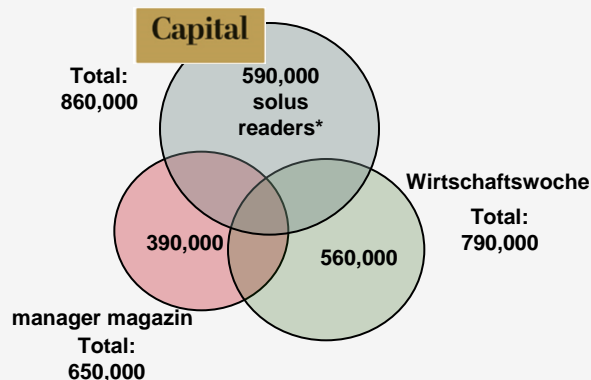 Capital
Total:
860,000
590,000
solus
readers*
Wirtschaftswoche
Total:
790,000
390,000
560,000
manager magazin
Total:
650,000